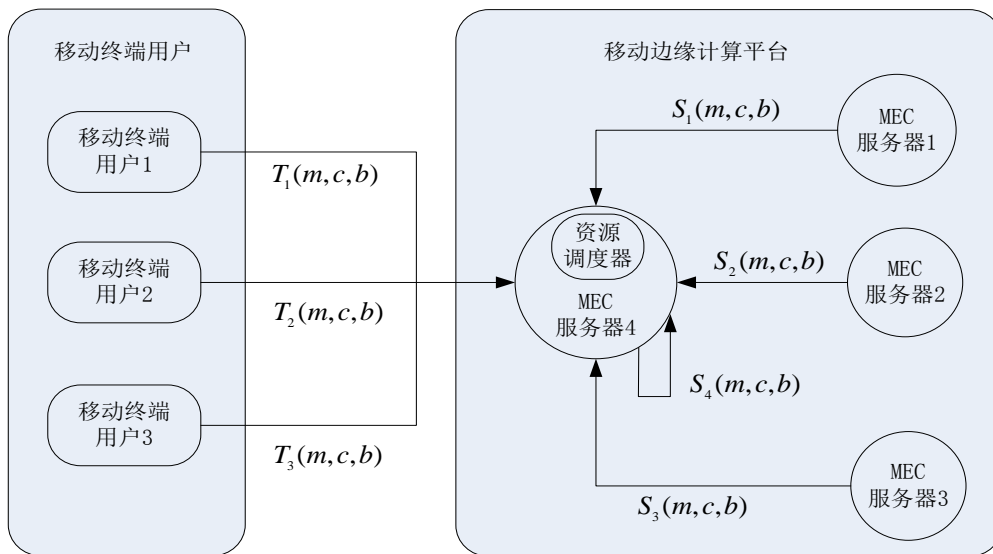 移动终端用户
移动终端
用户1
移动终端
用户2
移动终端
用户3
T₁(m,c,b)
T₂(m,c,b)
T₃(m,c,b)
移动边缘计算平台
S₁(m,c,b)
MEC
服务器1
资源
调度器
MEC
服务器4
S₂(m,c,b)
MEC
服务器2
S₄(m,c,b)
S₃(m,c,b)
MEC
服务器3